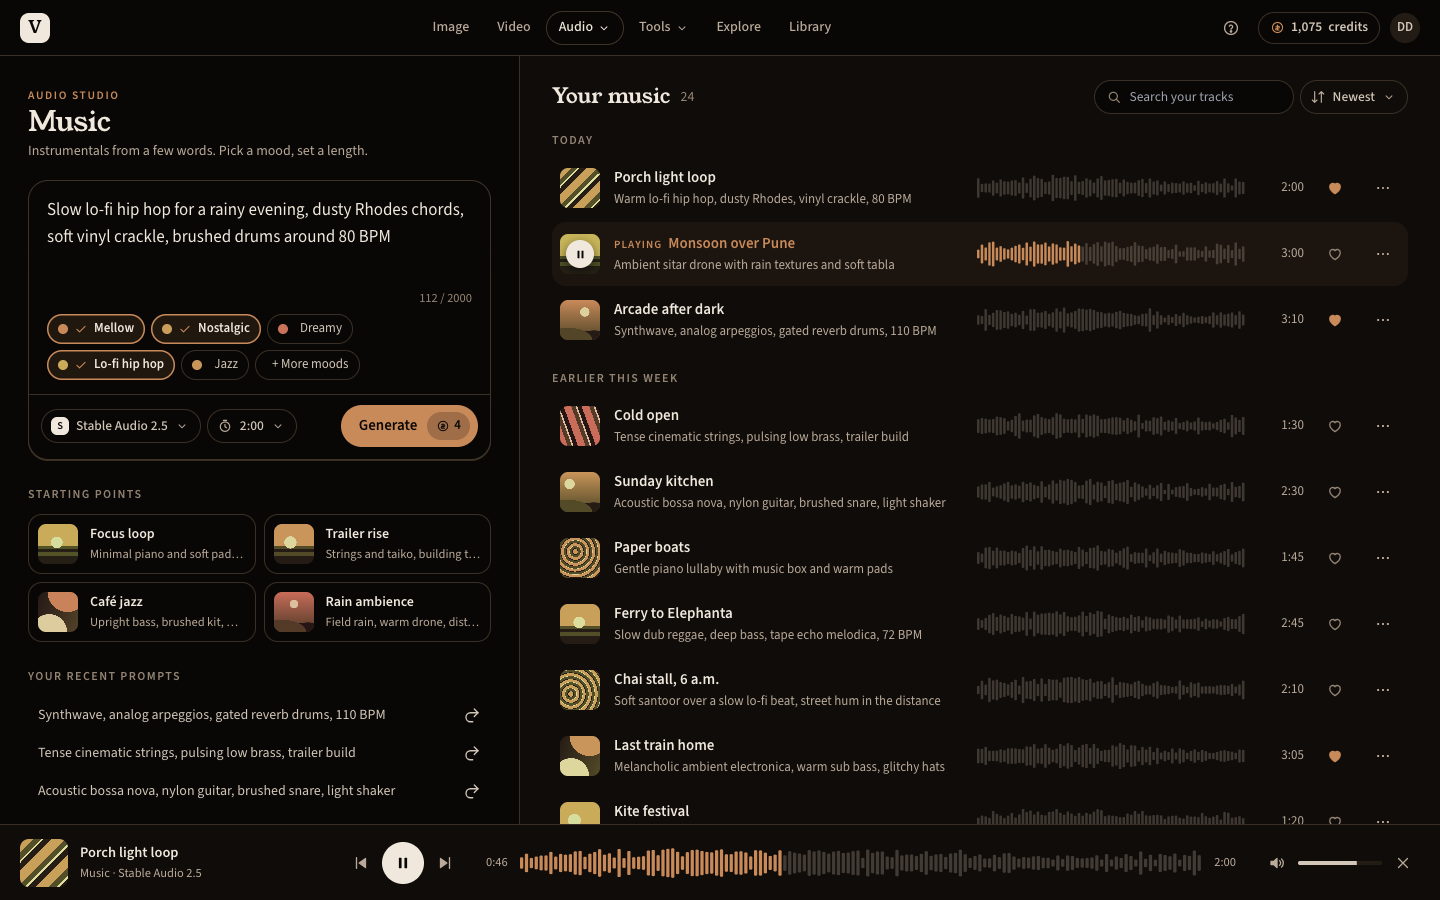 V
Image Video Audio Tools Explore Library
1,075 credits DD
AUDIO STUDIO
Music
Instrumentals from a few words. Pick a mood, set a length.
Slow lo-fi hip hop for a rainy evening, dusty Rhodes chords,
soft vinyl crackle, brushed drums around 80 BPM
112 / 2000
Mellow Nostalgic Dreamy
Lo-fi hip hop Jazz + More moods
S Stable Audio 2.5 2:00 Generate 4
STARTING POINTS
Focus loop
Minimal piano and soft pad…
Trailer rise
Strings and taiko, building t…
Café jazz
Upright bass, brushed kit, …
Rain ambience
Field rain, warm drone, dist…
YOUR RECENT PROMPTS
Synthwave, analog arpeggios, gated reverb drums, 110 BPM
Tense cinematic strings, pulsing low brass, trailer build
Acoustic bossa nova, nylon guitar, brushed snare, light shaker
Your music 24
Search your tracks Newest
TODAY
Porch light loop
Warm lo-fi hip hop, dusty Rhodes, vinyl crackle, 80 BPM
2:00
PLAYING Monsoon over Pune
Ambient sitar drone with rain textures and soft tabla
3:00
Arcade after dark
Synthwave, analog arpeggios, gated reverb drums, 110 BPM
3:10
EARLIER THIS WEEK
Cold open
Tense cinematic strings, pulsing low brass, trailer build
1:30
Sunday kitchen
Acoustic bossa nova, nylon guitar, brushed snare, light shaker
2:30
Paper boats
Gentle piano lullaby with music box and warm pads
1:45
Ferry to Elephanta
Slow dub reggae, deep bass, tape echo melodica, 72 BPM
2:45
Chai stall, 6 a.m.
Soft santoor over a slow lo-fi beat, street hum in the distance
2:10
Last train home
Melancholic ambient electronica, warm sub bass, glitchy hats
3:05
Kite festival
1:20
Porch light loop
Music · Stable Audio 2.5
0:46
2:00